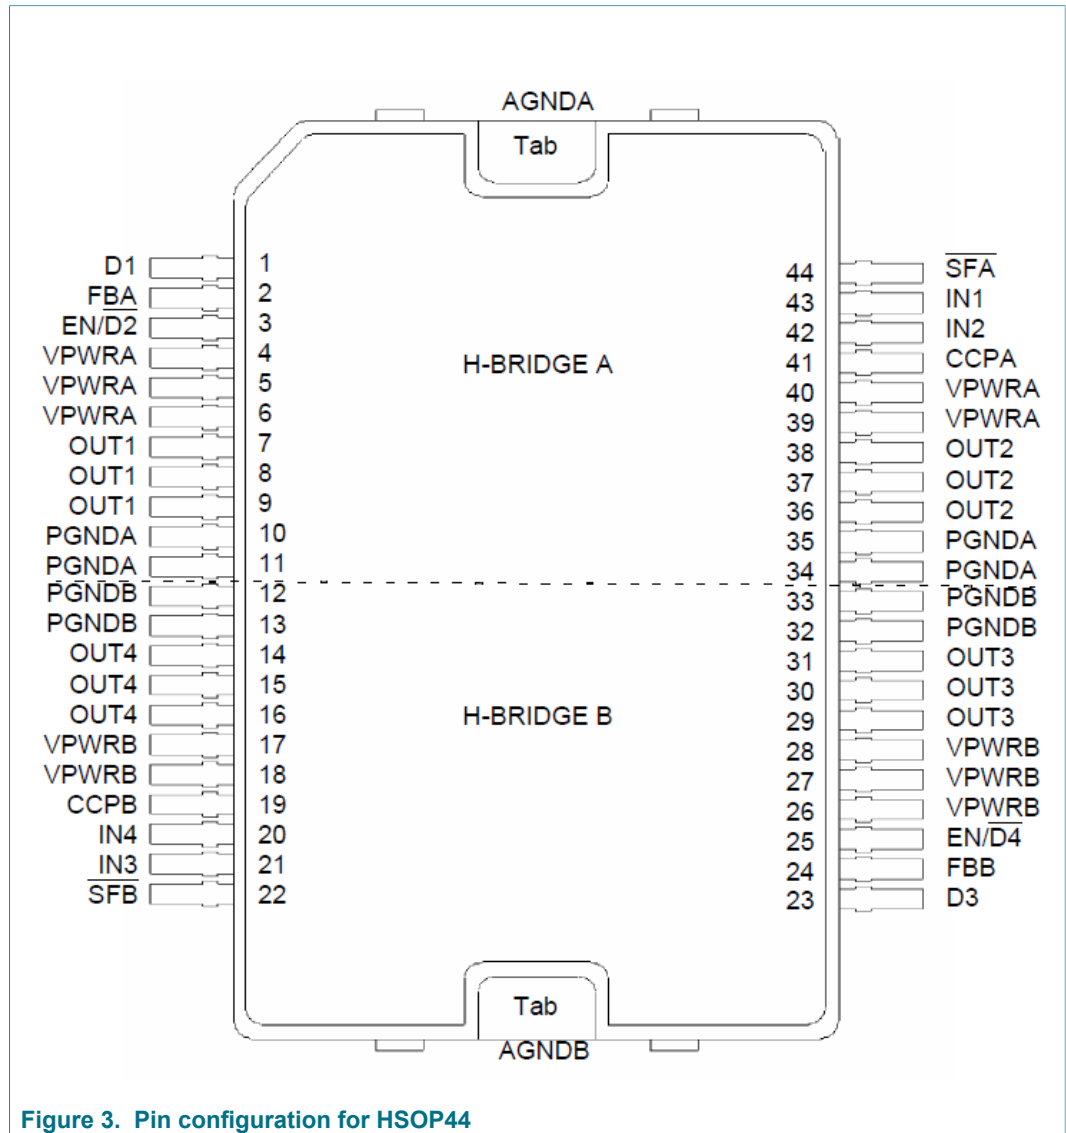 AGNDA
Tab
D1 1
FBA 2
EN/D̅2̅ 3
VPWRA 4
VPWRA 5
VPWRA 6
OUT1 7
OUT1 8
OUT1 9
PGNDA 10
PGNDA 11
PGNDB 12
PGNDB 13
OUT4 14
OUT4 15
OUT4 16
VPWRB 17
VPWRB 18
CCPB 19
IN4 20
IN3 21
S̅F̅B̅ 22
H-BRIDGE A
H-BRIDGE B
44 S̅F̅A̅
43 IN1
42 IN2
41 CCPA
40 VPWRA
39 VPWRA
38 OUT2
37 OUT2
36 OUT2
35 PGNDA
34 PGNDA
33 PGNDB
32 PGNDB
31 OUT3
30 OUT3
29 OUT3
28 VPWRB
27 VPWRB
26 VPWRB
25 EN/D̅4̅
24 FBB
23 D3
Tab
AGNDB
Figure 3. Pin configuration for HSOP44